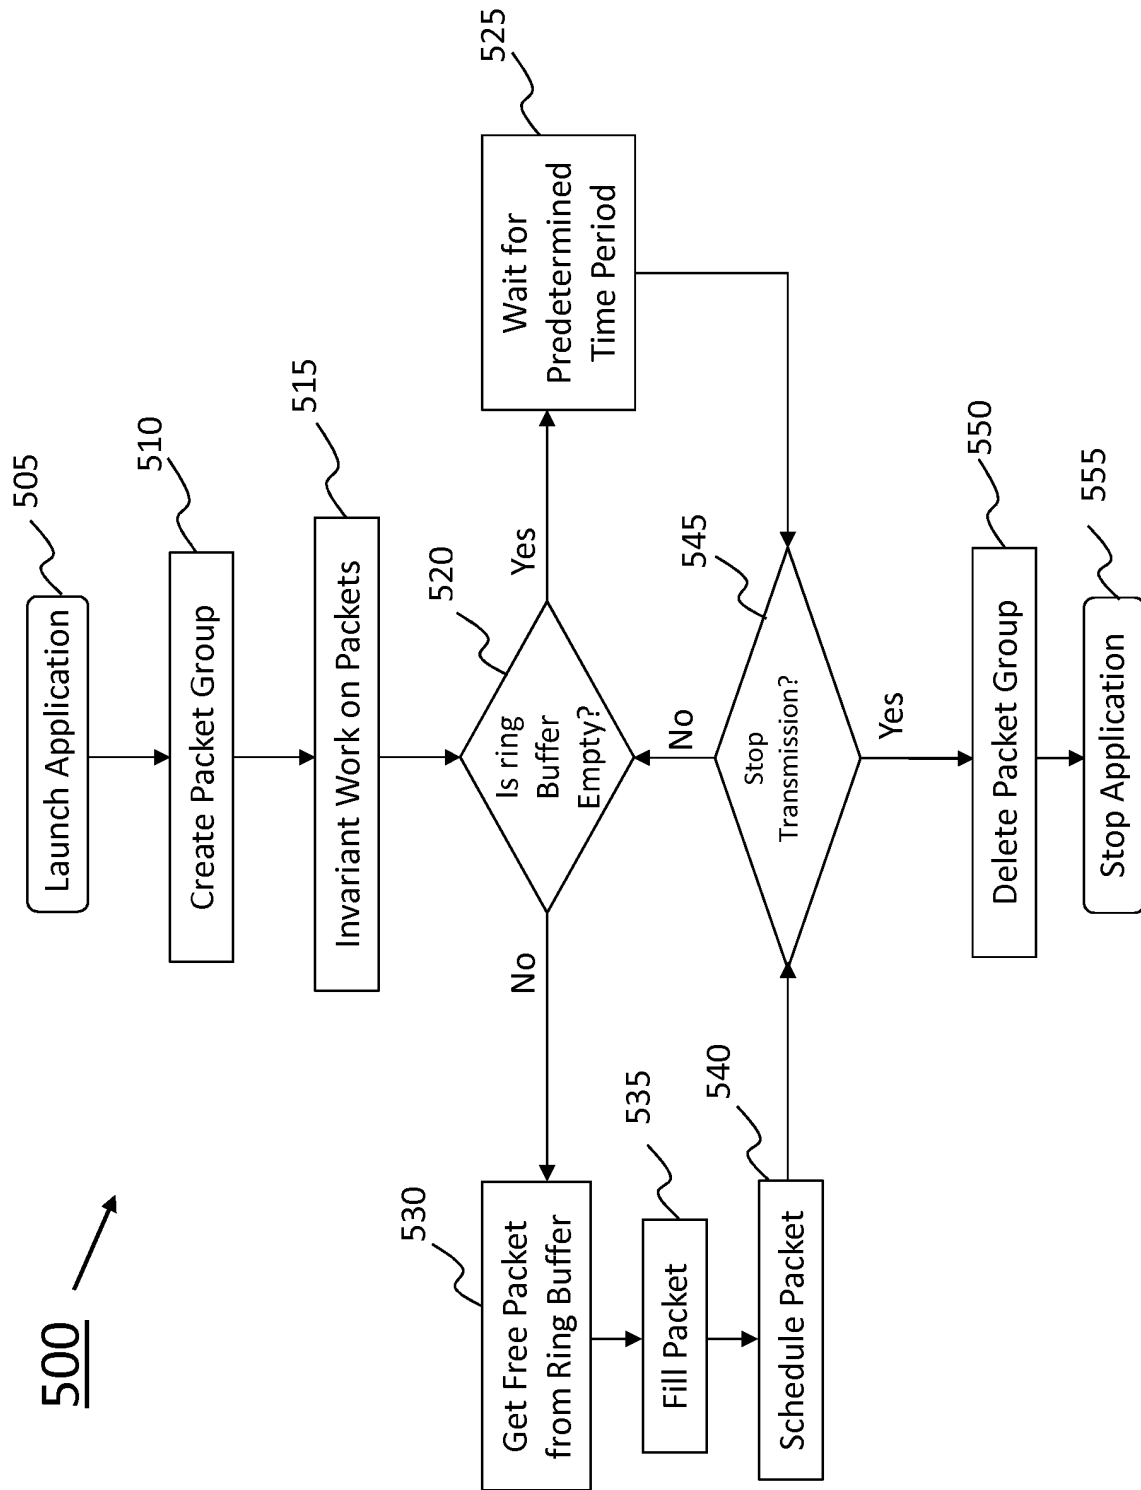 500
Launch Application
505
Create Packet Group
510
Invariant Work on Packets
515
Is ring
Buffer
Empty?
520
Yes
Wait for
Predetermined
Time Period
525
No
Get Free Packet
from Ring Buffer
530
Fill Packet
535
Schedule Packet
540
Stop
Transmission?
545
No
Yes
Delete Packet Group
550
Stop Application
555